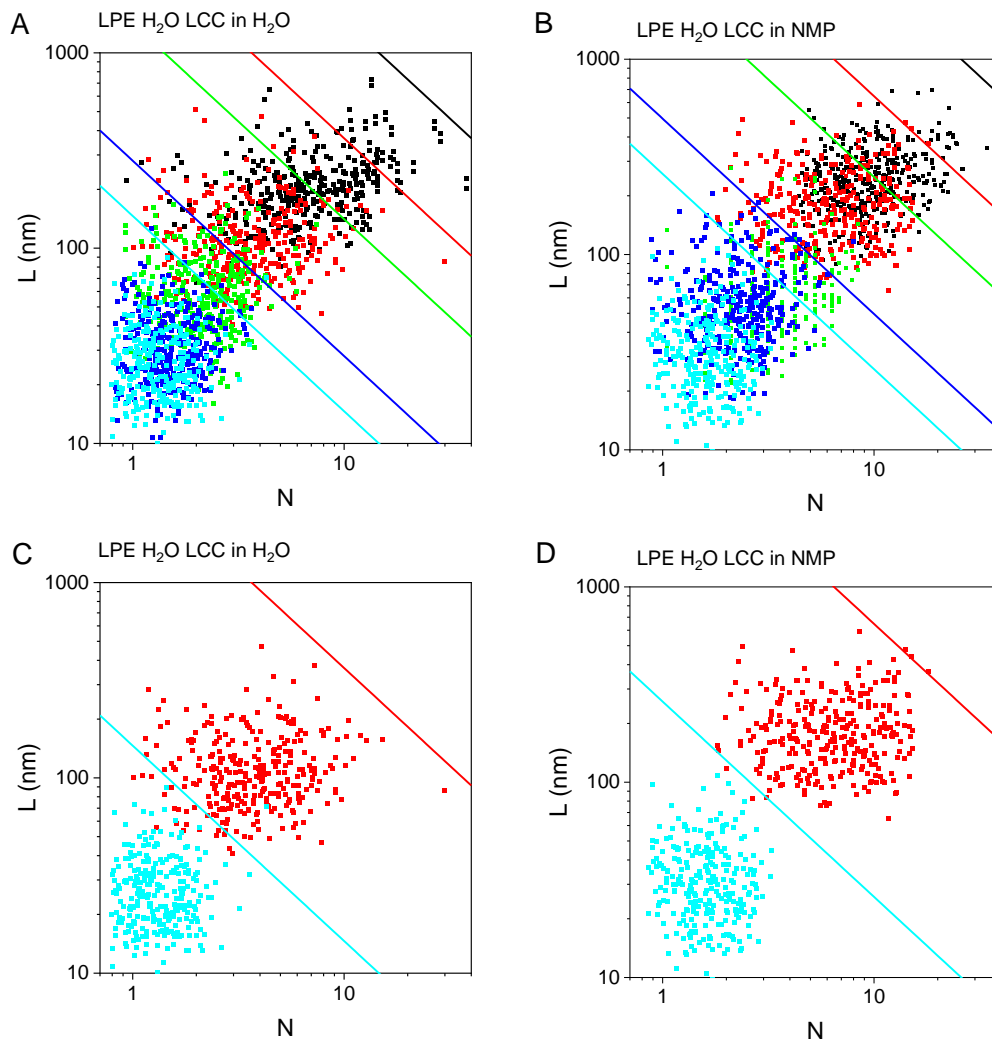 A LPE H₂O LCC in H₂O
1000
100
10
L (nm)
1 10
N
B LPE H₂O LCC in NMP
1000
100
10
L (nm)
1 10
N
C LPE H₂O LCC in H₂O
1000
100
10
L (nm)
1 10
N
D LPE H₂O LCC in NMP
1000
100
10
L (nm)
1 10
N